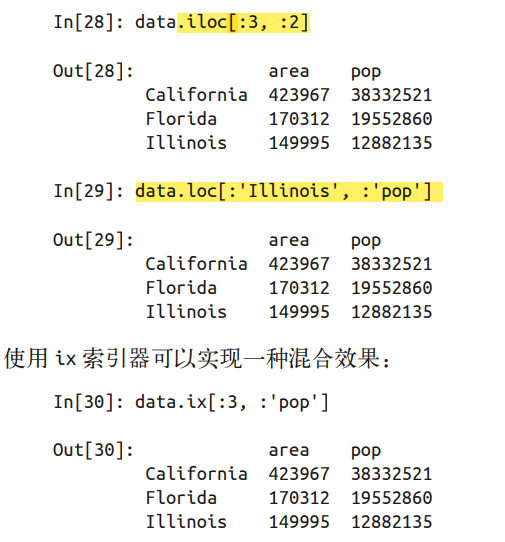 In[28]: data.iloc[:3, :2]
Out[28]:            area    pop
         California  423967  38332521
         Florida     170312  19552860
         Illinois    149995  12882135
In[29]: data.loc[:'Illinois', :'pop']
Out[29]:            area    pop
         California  423967  38332521
         Florida     170312  19552860
         Illinois    149995  12882135
使用 ix 索引器可以实现一种混合效果：
In[30]: data.ix[:3, :'pop']
Out[30]:            area    pop
         California  423967  38332521
         Florida     170312  19552860
         Illinois    149995  12882135